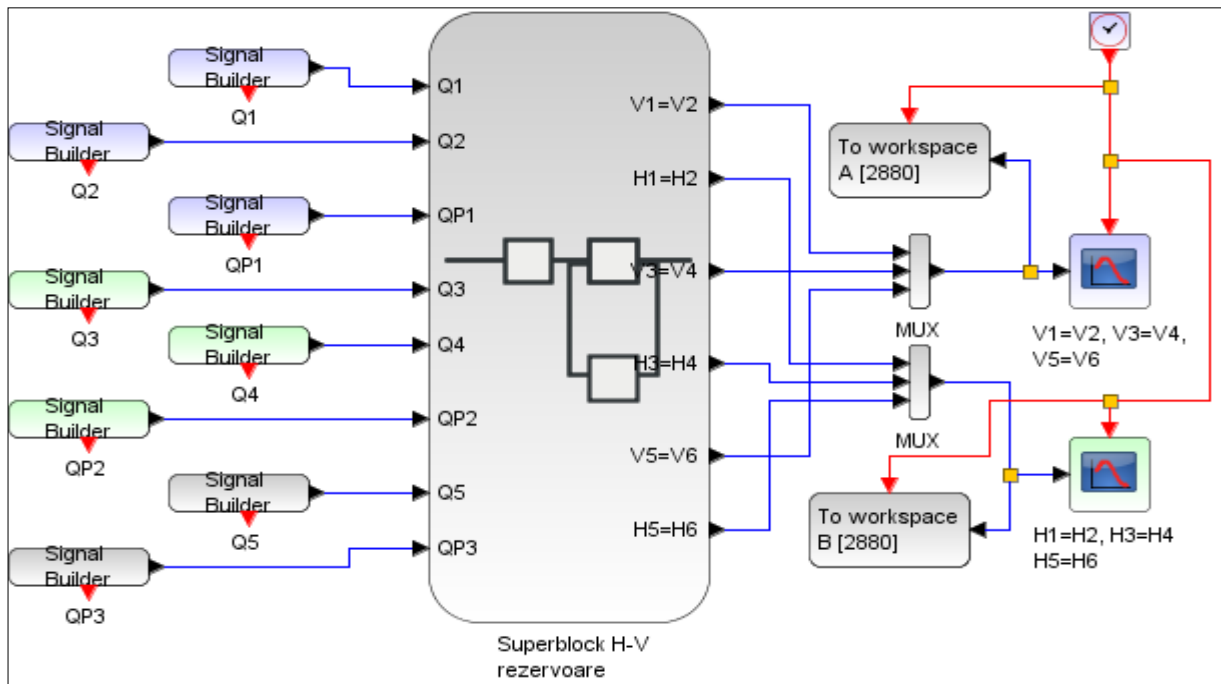 Signal
Builder
Q1
Signal
Builder
Q2
Signal
Builder
QP1
Signal
Builder
Q3
Signal
Builder
Q4
Signal
Builder
QP2
Signal
Builder
Q5
Signal
Builder
QP3
Q1
Q2
QP1
Q3
Q4
QP2
Q5
QP3
V1=V2
H1=H2
V3=V4
H3=H4
V5=V6
H5=H6
Superblock H-V
rezervoare
MUX
MUX
To workspace
A [2880]
V1=V2, V3=V4,
V5=V6
To workspace
B [2880]
H1=H2, H3=H4
H5=H6